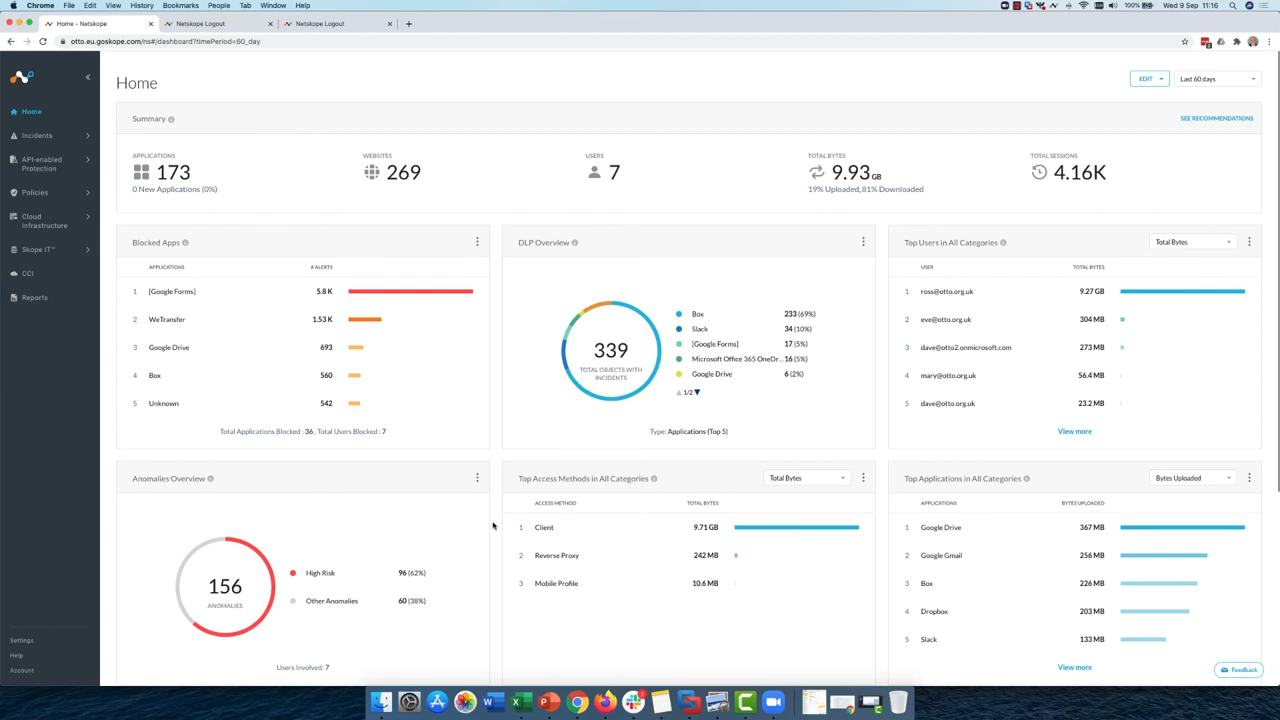 Chrome File Edit View History Bookmarks People Tab Window Help
100% Wed 9 Sep 11:16
Home – Netskope
Netskope Logout
Netskope Logout
otto.eu.goskope.com/ns#/dashboard?timePeriod=60_day
Home
Incidents
API-enabled
Protection
Policies
Cloud
Infrastructure
Skope IT™
CCI
Reports
Settings
Help
Account
Home
EDIT
Last 60 days
Summary
SEE RECOMMENDATIONS
APPLICATIONS
173
0 New Applications (0%)
WEBSITES
269
USERS
7
TOTAL BYTES
9.93 GB
19% Uploaded, 81% Downloaded
TOTAL SESSIONS
4.16K
Blocked Apps
APPLICATIONS # ALERTS
1 [Google Forms] 5.8 K
2 WeTransfer 1.53 K
3 Google Drive 693
4 Box 560
5 Unknown 542
Total Applications Blocked : 36 , Total Users Blocked : 7
DLP Overview
339
TOTAL OBJECTS WITH
INCIDENTS
Box 233 (69%)
Slack 34 (10%)
[Google Forms] 17 (5%)
Microsoft Office 365 OneDr... 16 (5%)
Google Drive 6 (2%)
1/2
Type: Applications (Top 5)
Top Users in All Categories
Total Bytes
USER TOTAL BYTES
1 ross@otto.org.uk 9.27 GB
2 eve@otto.org.uk 304 MB
3 dave@otto2.onmicrosoft.com 273 MB
4 mary@otto.org.uk 56.4 MB
5 dave@otto.org.uk 23.2 MB
View more
Anomalies Overview
156
ANOMALIES
High Risk 96 (62%)
Other Anomalies 60 (38%)
Users Involved: 7
Top Access Methods in All Categories
Total Bytes
ACCESS METHOD TOTAL BYTES
1 Client 9.71 GB
2 Reverse Proxy 242 MB
3 Mobile Profile 10.6 MB
Top Applications in All Categories
Bytes Uploaded
APPLICATIONS BYTES UPLOADED
1 Google Drive 367 MB
2 Google Gmail 256 MB
3 Box 226 MB
4 Dropbox 203 MB
5 Slack 133 MB
View more
Feedback